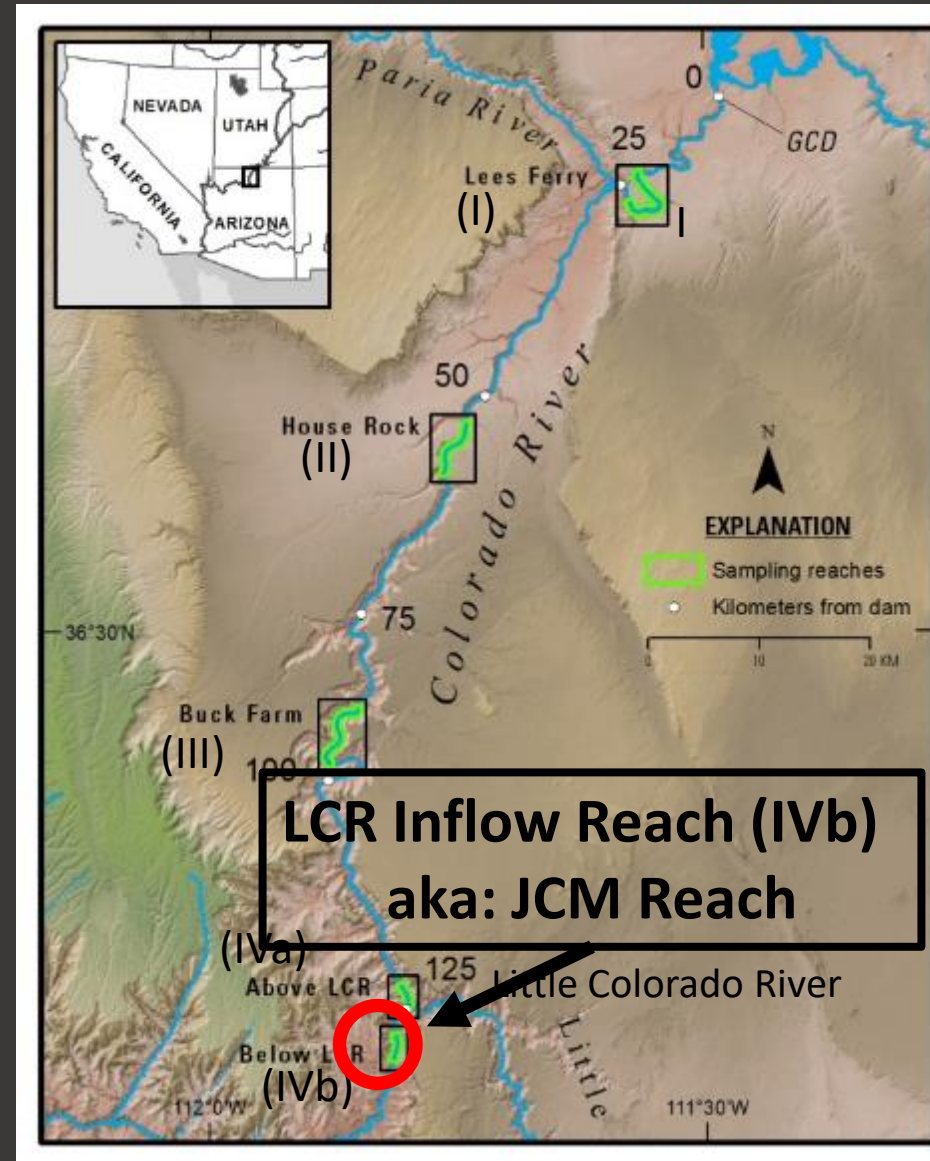 NEVADA
UTAH
CALIFORNIA
ARIZONA
Paria River
0
GCD
25
Lees Ferry
(I)
I
50
House Rock
(II)
Colorado River
N
EXPLANATION
Sampling reaches
Kilometers from dam
0 10 20 KM
36°30'N
75
Buck Farm
(III)
100
LCR Inflow Reach (IVb)
aka: JCM Reach
(IVa)
125
Above LCR
Little Colorado River
Below LCR
(IVb)
Little
112°0'W
111°30'W